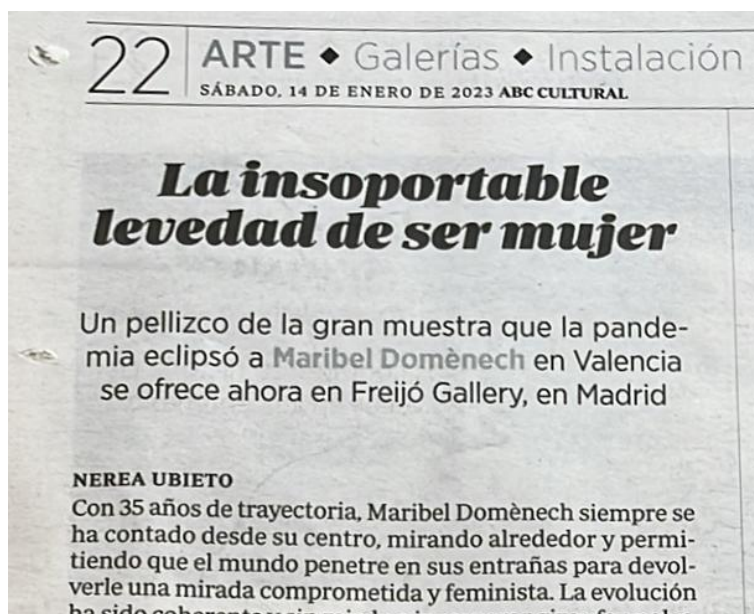 22 ARTE ◆ Galerías ◆ Instalación
SÁBADO, 14 DE ENERO DE 2023 ABC CULTURAL
La insoportable
levedad de ser mujer
Un pellizco de la gran muestra que la pande-
mia eclipsó a Maribel Domènech en Valencia
se ofrece ahora en Freijó Gallery, en Madrid
NEREA UBIETO
Con 35 años de trayectoria, Maribel Domènech siempre se
ha contado desde su centro, mirando alrededor y permi-
tiendo que el mundo penetre en sus entrañas para devol-
verle una mirada comprometida y feminista. La evolución
ha sido coherente y sin